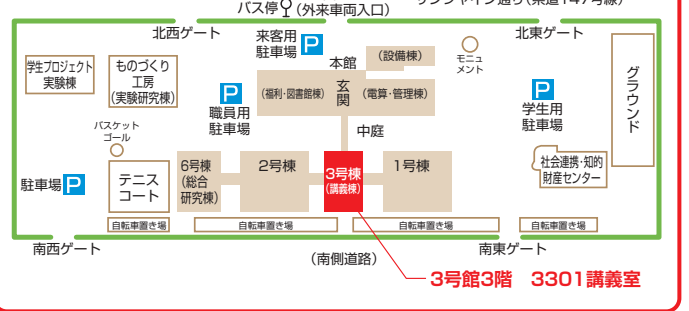 バス停 (外来車両入口)
サンシャイン通り(県道147号線)
北西ゲート
来客用
駐車場 P
北東ゲート
学生プロジェクト
実験棟
ものづくり
工房
(実験研究棟)
P
職員用
駐車場
本館
(設備棟)
モニュ
メント
(福利・図書館棟)
玄
関
(電算・管理棟)
P
学生用
駐車場
グラウンド
バスケット
ゴール
中庭
駐車場 P
テニス
コート
6号棟
(総合
研究棟)
2号棟
3号棟
(講義棟)
1号棟
社会連携・知的
財産センター
自転車置き場
自転車置き場
自転車置き場
自転車置き場
南西ゲート
(南側道路)
南東ゲート
3号館3階 3301講義室